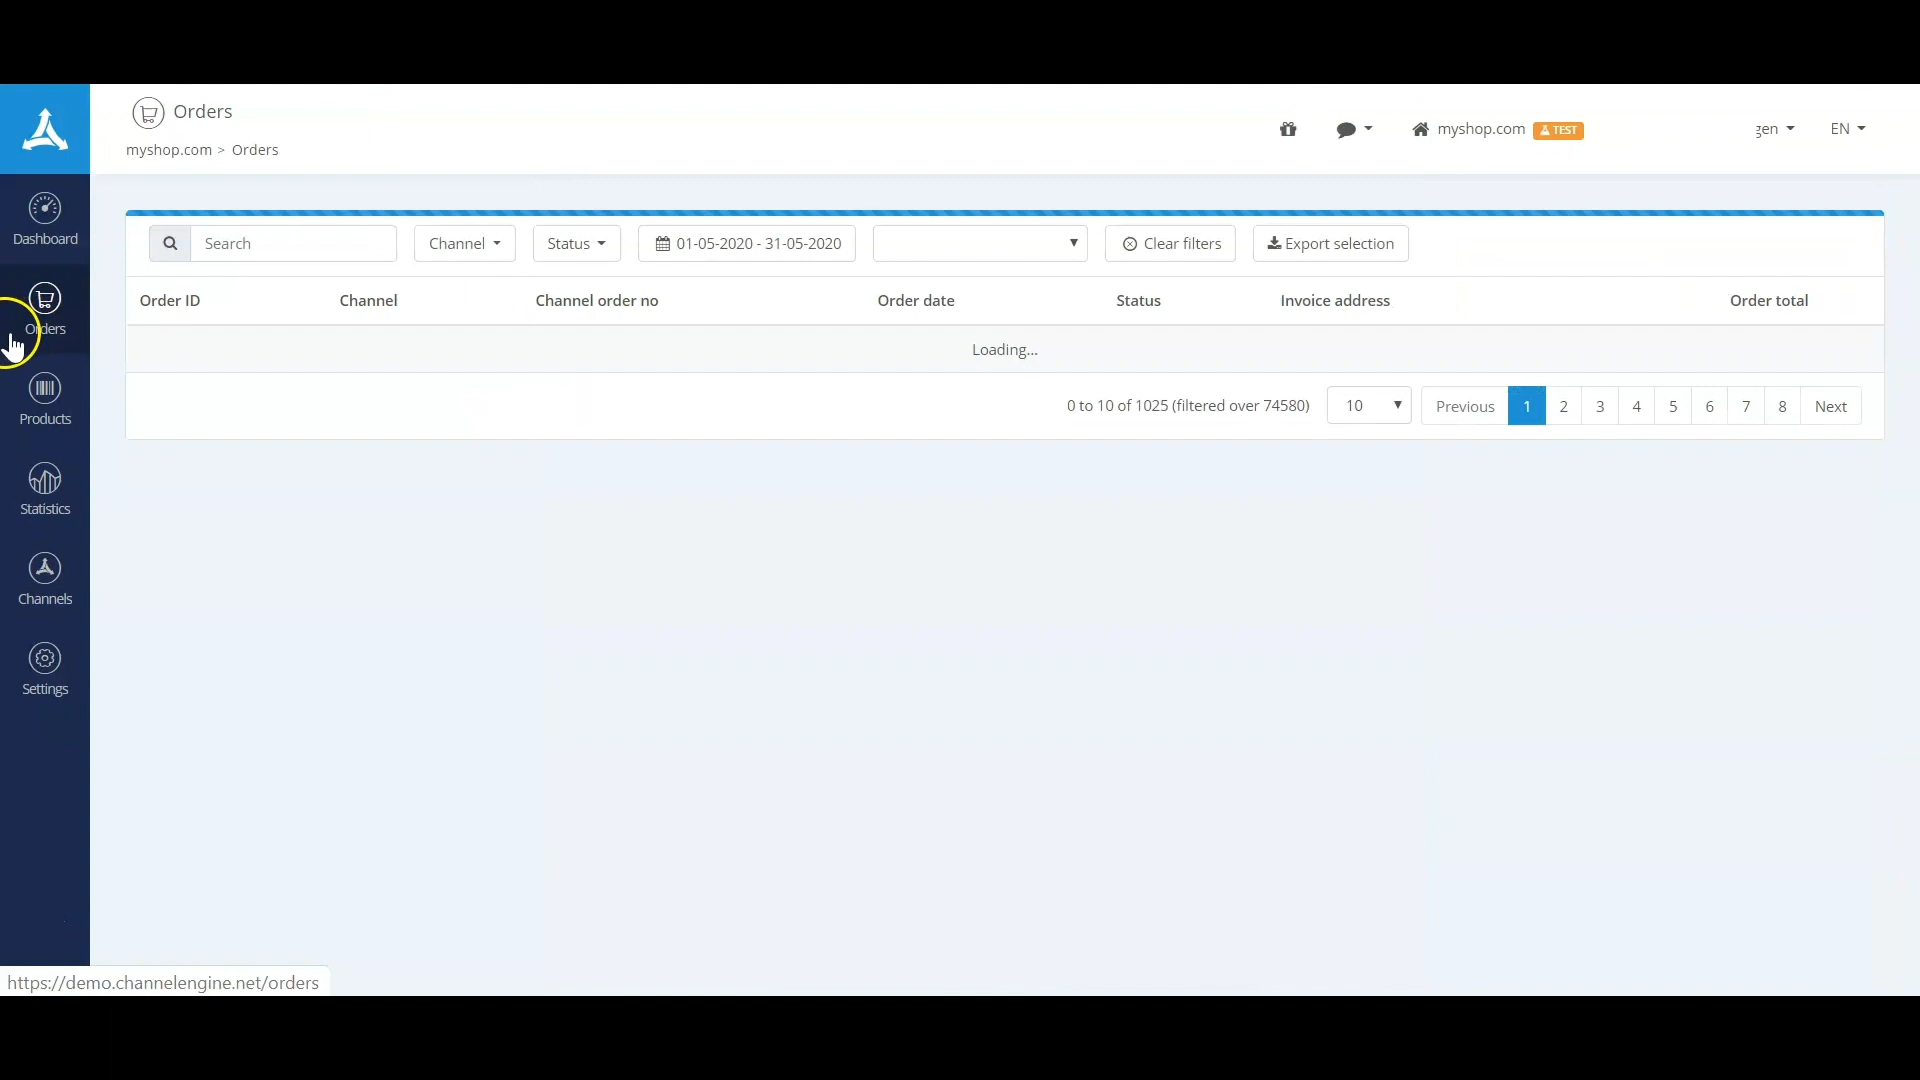 Orders
myshop.com > Orders
myshop.com TEST
EN
Dashboard
Orders
Products
Statistics
Channels
Settings
Search
Channel
Status
01-05-2020 - 31-05-2020
Clear filters
Export selection
Order ID Channel Channel order no Order date Status Invoice address Order total
Loading...
0 to 10 of 1025 (filtered over 74580) 10 Previous 1 2 3 4 5 6 7 8 Next
https://demo.channelengine.net/orders